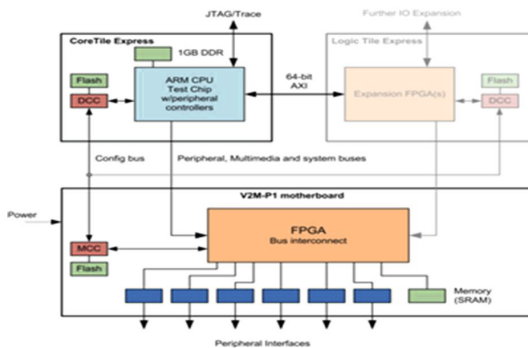 JTAG/Trace
Further IO Expansion
CoreTile Express
Logic Tile Express
1GB DDR
Flash
DCC
ARM CPU
Test Chip
w/peripheral
controllers
64-bit
AXI
Expansion FPGA(s)
Flash
DCC
Config bus
Peripheral, Multimedia and system buses
V2M-P1 motherboard
Power
FPGA
Bus interconnect
MCC
Flash
Memory
(SRAM)
Peripheral Interfaces